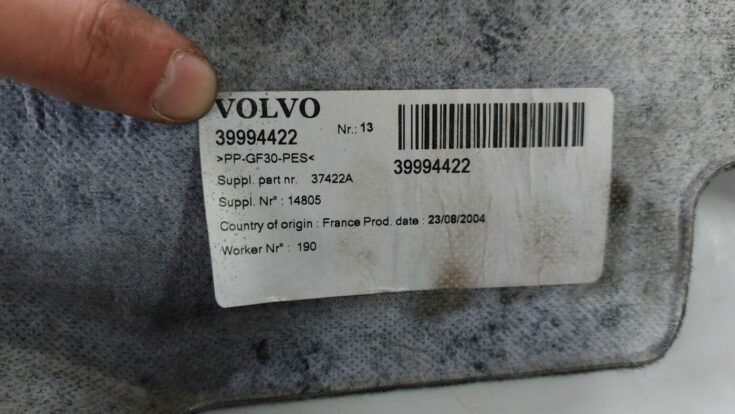 VOLVO
39994422 Nr.: 13
>PP-GF30-PES< 39994422
Suppl. part nr. 37422A
Suppl. Nr° : 14805
Country of origin : France Prod. date : 23/08/2004
Worker Nr° : 190